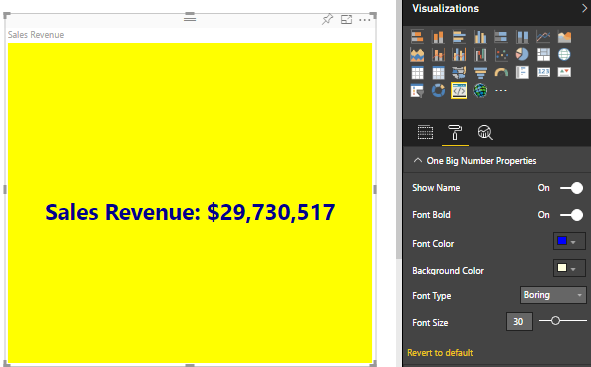 Sales Revenue
Sales Revenue: $29,730,517
Visualizations
One Big Number Properties
Show Name On
Font Bold On
Font Color
Background Color
Font Type Boring
Font Size 30
Revert to default